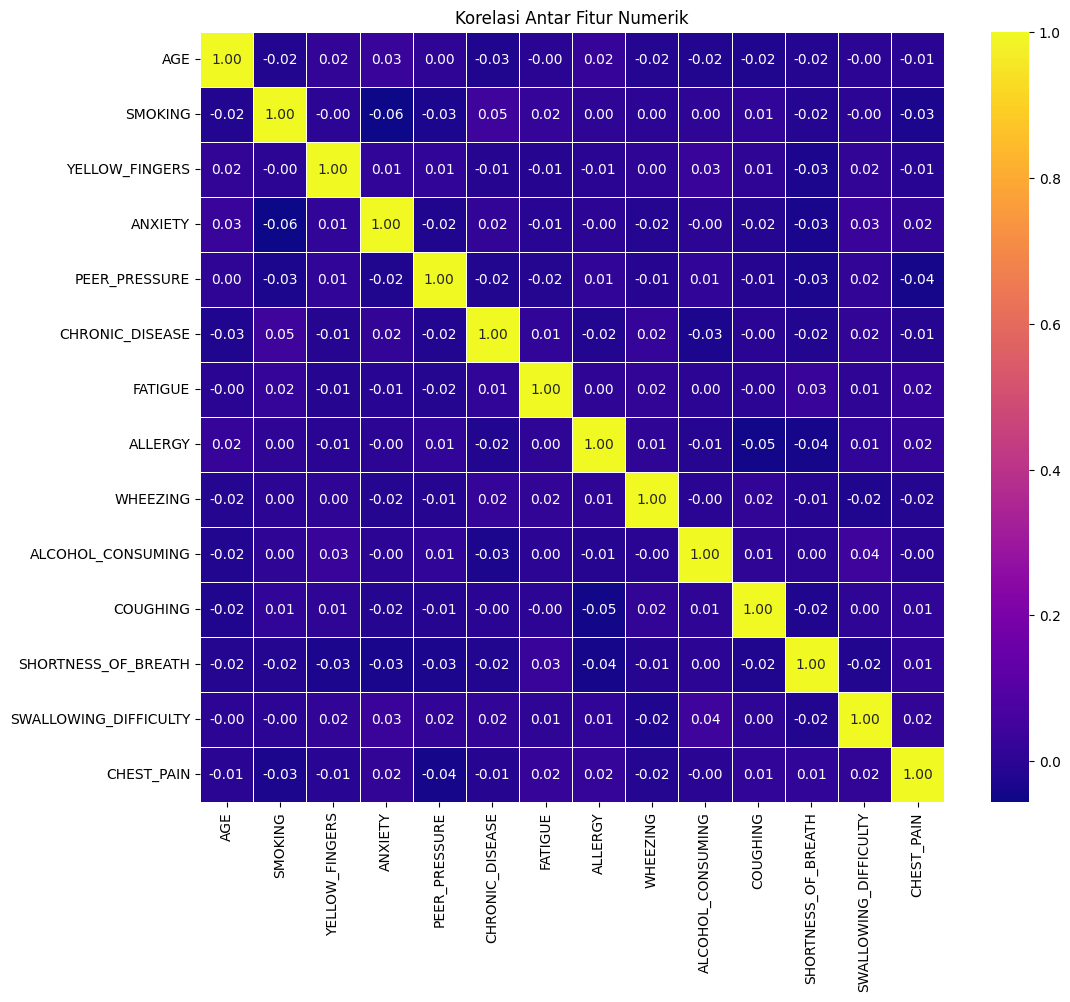 Korelasi Antar Fitur Numerik
AGE 1.00 -0.02 0.02 0.03 0.00 -0.03 -0.00 0.02 -0.02 -0.02 -0.02 -0.02 -0.00 -0.01
SMOKING -0.02 1.00 -0.00 -0.06 -0.03 0.05 0.02 0.00 0.00 0.00 0.01 -0.02 -0.00 -0.03
YELLOW_FINGERS 0.02 -0.00 1.00 0.01 0.01 -0.01 -0.01 -0.01 0.00 0.03 0.01 -0.03 0.02 -0.01
ANXIETY 0.03 -0.06 0.01 1.00 -0.02 0.02 -0.01 -0.00 -0.02 -0.00 -0.02 -0.03 0.03 0.02
PEER_PRESSURE 0.00 -0.03 0.01 -0.02 1.00 -0.02 -0.02 0.01 -0.01 0.01 -0.01 -0.03 0.02 -0.04
CHRONIC_DISEASE -0.03 0.05 -0.01 0.02 -0.02 1.00 0.01 -0.02 0.02 -0.03 -0.00 -0.02 0.02 -0.01
FATIGUE -0.00 0.02 -0.01 -0.01 -0.02 0.01 1.00 0.00 0.02 0.00 -0.00 0.03 0.01 0.02
ALLERGY 0.02 0.00 -0.01 -0.00 0.01 -0.02 0.00 1.00 0.01 -0.01 -0.05 -0.04 0.01 0.02
WHEEZING -0.02 0.00 0.00 -0.02 -0.01 0.02 0.02 0.01 1.00 -0.00 0.02 -0.01 -0.02 -0.02
ALCOHOL_CONSUMING -0.02 0.00 0.03 -0.00 0.01 -0.03 0.00 -0.01 -0.00 1.00 0.01 0.00 0.04 -0.00
COUGHING -0.02 0.01 0.01 -0.02 -0.01 -0.00 -0.00 -0.05 0.02 0.01 1.00 -0.02 0.00 0.01
SHORTNESS_OF_BREATH -0.02 -0.02 -0.03 -0.03 -0.03 -0.02 0.03 -0.04 -0.01 0.00 -0.02 1.00 -0.02 0.01
SWALLOWING_DIFFICULTY -0.00 -0.00 0.02 0.03 0.02 0.02 0.01 0.01 -0.02 0.04 0.00 -0.02 1.00 0.02
CHEST_PAIN -0.01 -0.03 -0.01 0.02 -0.04 -0.01 0.02 0.02 -0.02 -0.00 0.01 0.01 0.02 1.00
AGE
SMOKING
YELLOW_FINGERS
ANXIETY
PEER_PRESSURE
CHRONIC_DISEASE
FATIGUE
ALLERGY
WHEEZING
ALCOHOL_CONSUMING
COUGHING
SHORTNESS_OF_BREATH
SWALLOWING_DIFFICULTY
CHEST_PAIN
1.0
0.8
0.6
0.4
0.2
0.0